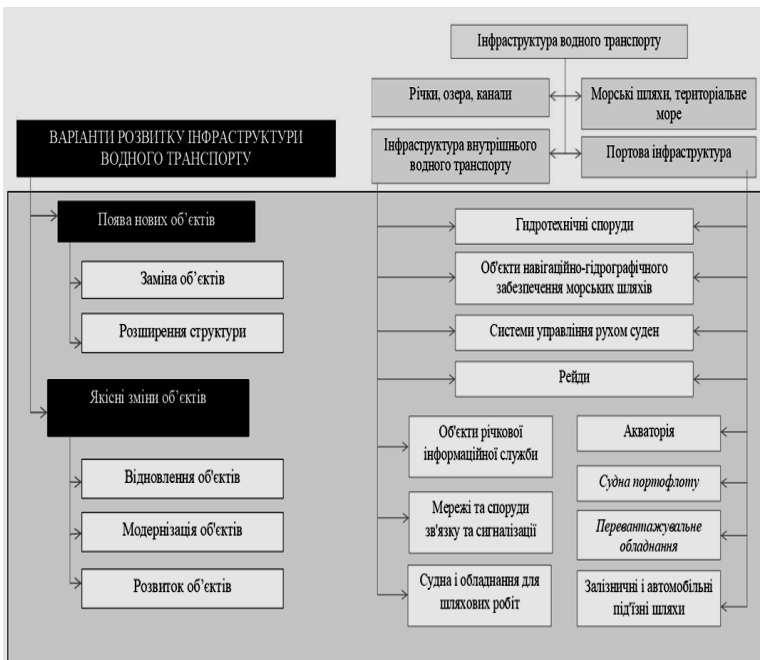 Інфраструктура водного транспорту
Річки, озера, канали
Морські шляхи, територіальне
море
ВАРІАНТИ РОЗВИТКУ ІНФРАСТРУКТУРИ
ВОДНОГО ТРАНСПОРТУ
Інфраструктура внутрішнього
водного транспорту
Портова інфраструктура
Поява нових об’єктів
Заміна об’єктів
Розширення структури
Якісні зміни об’єктів
Відновлення об'єктів
Модернізація об'єктів
Розвиток об’єктів
Гидротехнічні споруди
Об'єкти навігаційно-гідрографічного
забезпечення морських шляхів
Системи управління рухом суден
Рейди
Об'єкти річкової
інформаційної служби
Мережі та споруди
зв'язку та сигналізації
Судна і обладнання для
шляхових робіт
Акваторія
Судна портофлоту
Перевантажувальне
обладнання
Залізничні і автомобільні
під'їзні шляхи